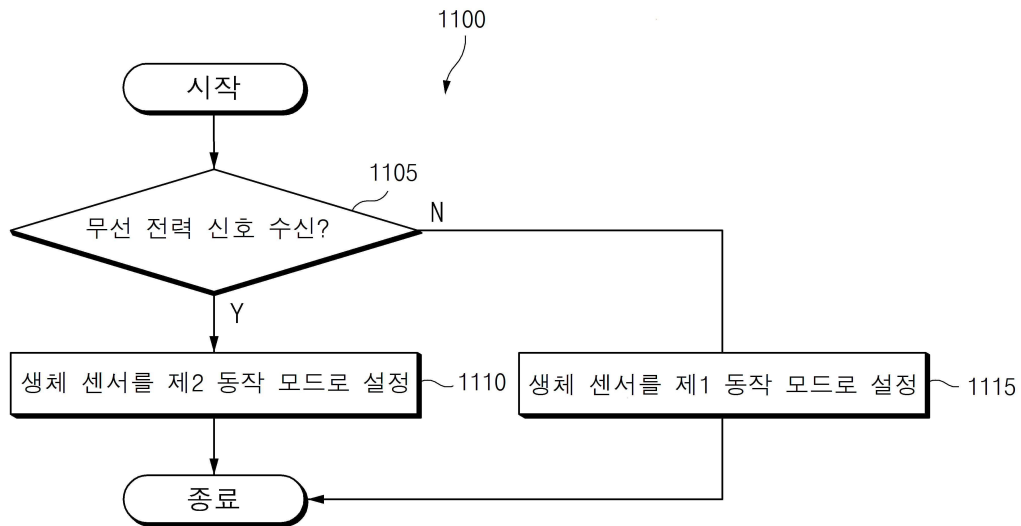 1100
시작
1105
무선 전력 신호 수신?
N
Y
생체 센서를 제2 동작 모드로 설정
1110
생체 센서를 제1 동작 모드로 설정
1115
종료